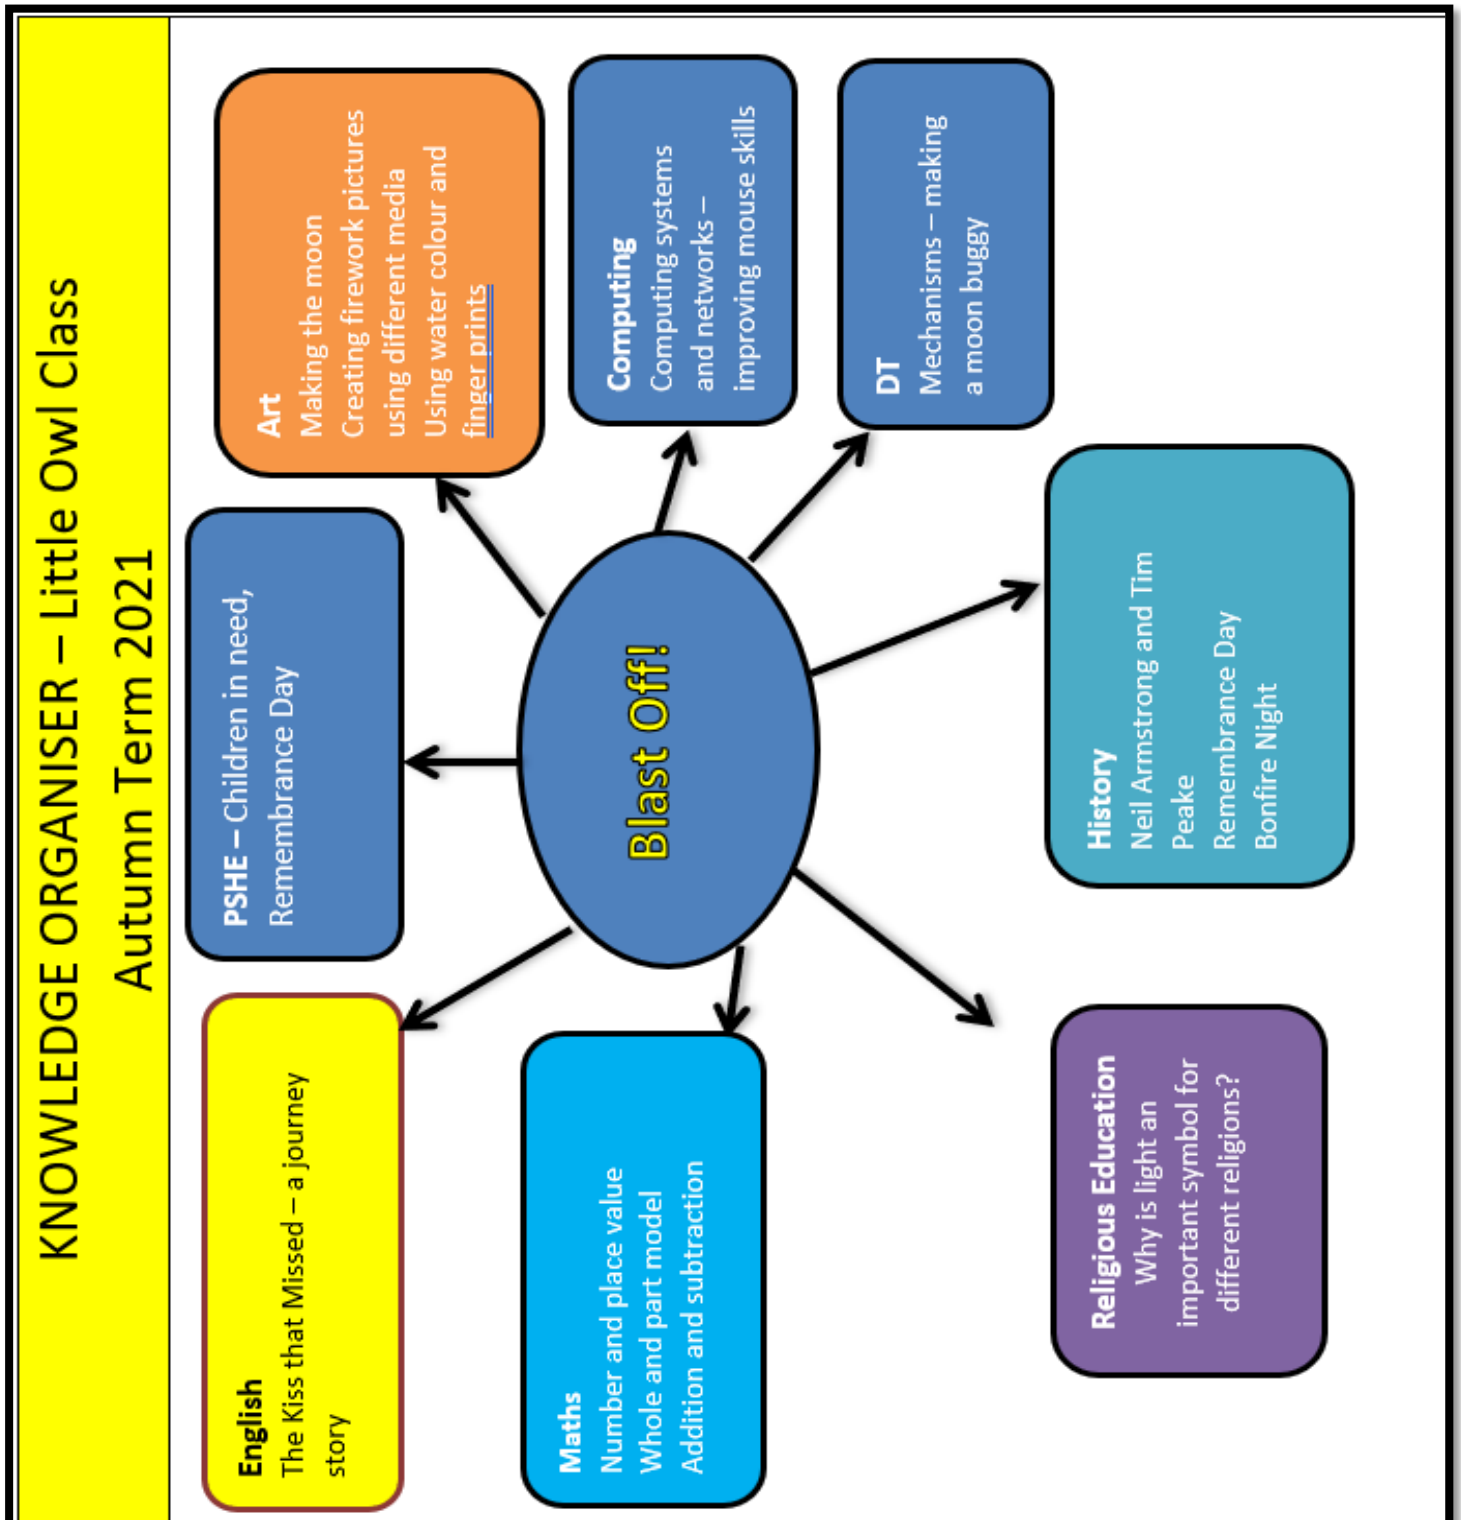 KNOWLEDGE ORGANISER – Little Owl Class
Autumn Term 2021
English
The Kiss that Missed – a journey
story
PSHE – Children in need,
Remembrance Day
Art
Making the moon
Creating firework pictures
using different media
Using water colour and
finger prints
Maths
Number and place value
Whole and part model
Addition and subtraction
Blast Off!
Computing
Computing systems
and networks –
improving mouse skills
DT
Mechanisms – making
a moon buggy
Religious Education
Why is light an
important symbol for
different religions?
History
Neil Armstrong and Tim
Peake
Remembrance Day
Bonfire Night